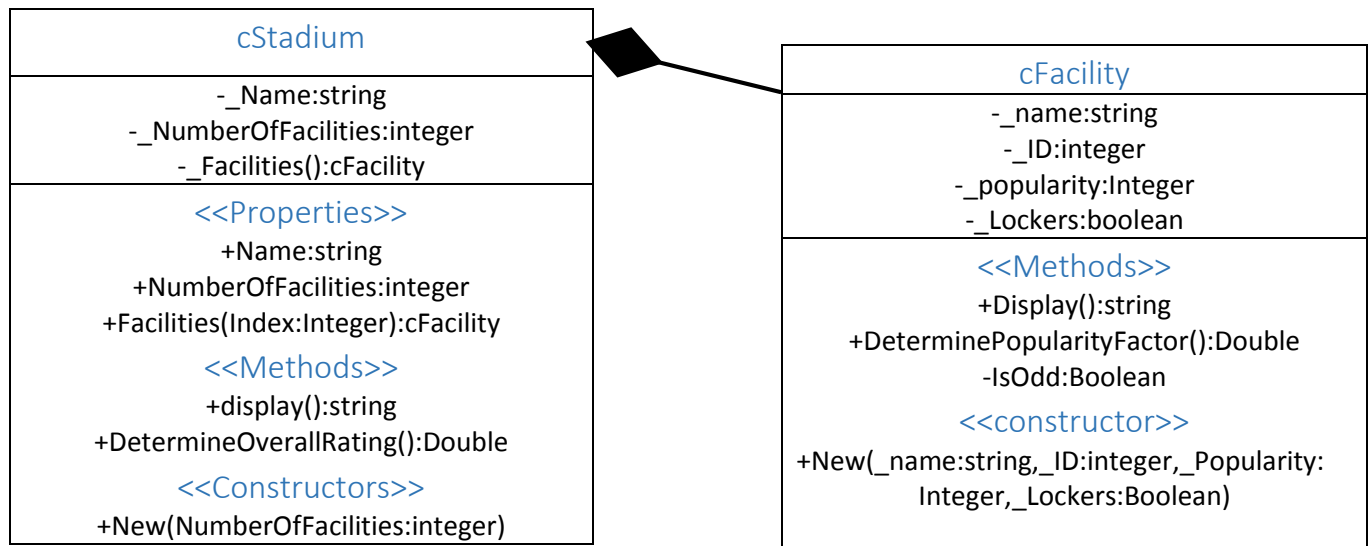 cStadium
-_Name:string
-_NumberOfFacilities:integer
-_Facilities():cFacility
<<Properties>>
+Name:string
+NumberOfFacilities:integer
+Facilities(Index:Integer):cFacility
<<Methods>>
+display():string
+DetermineOverallRating():Double
<<Constructors>>
+New(NumberOfFacilities:integer)
cFacility
-_name:string
-_ID:integer
-_popularity:Integer
-_Lockers:boolean
<<Methods>>
+Display():string
+DeterminePopularityFactor():Double
-IsOdd:Boolean
<<constructor>>
+New(_name:string,_ID:integer,_Popularity:
Integer,_Lockers:Boolean)